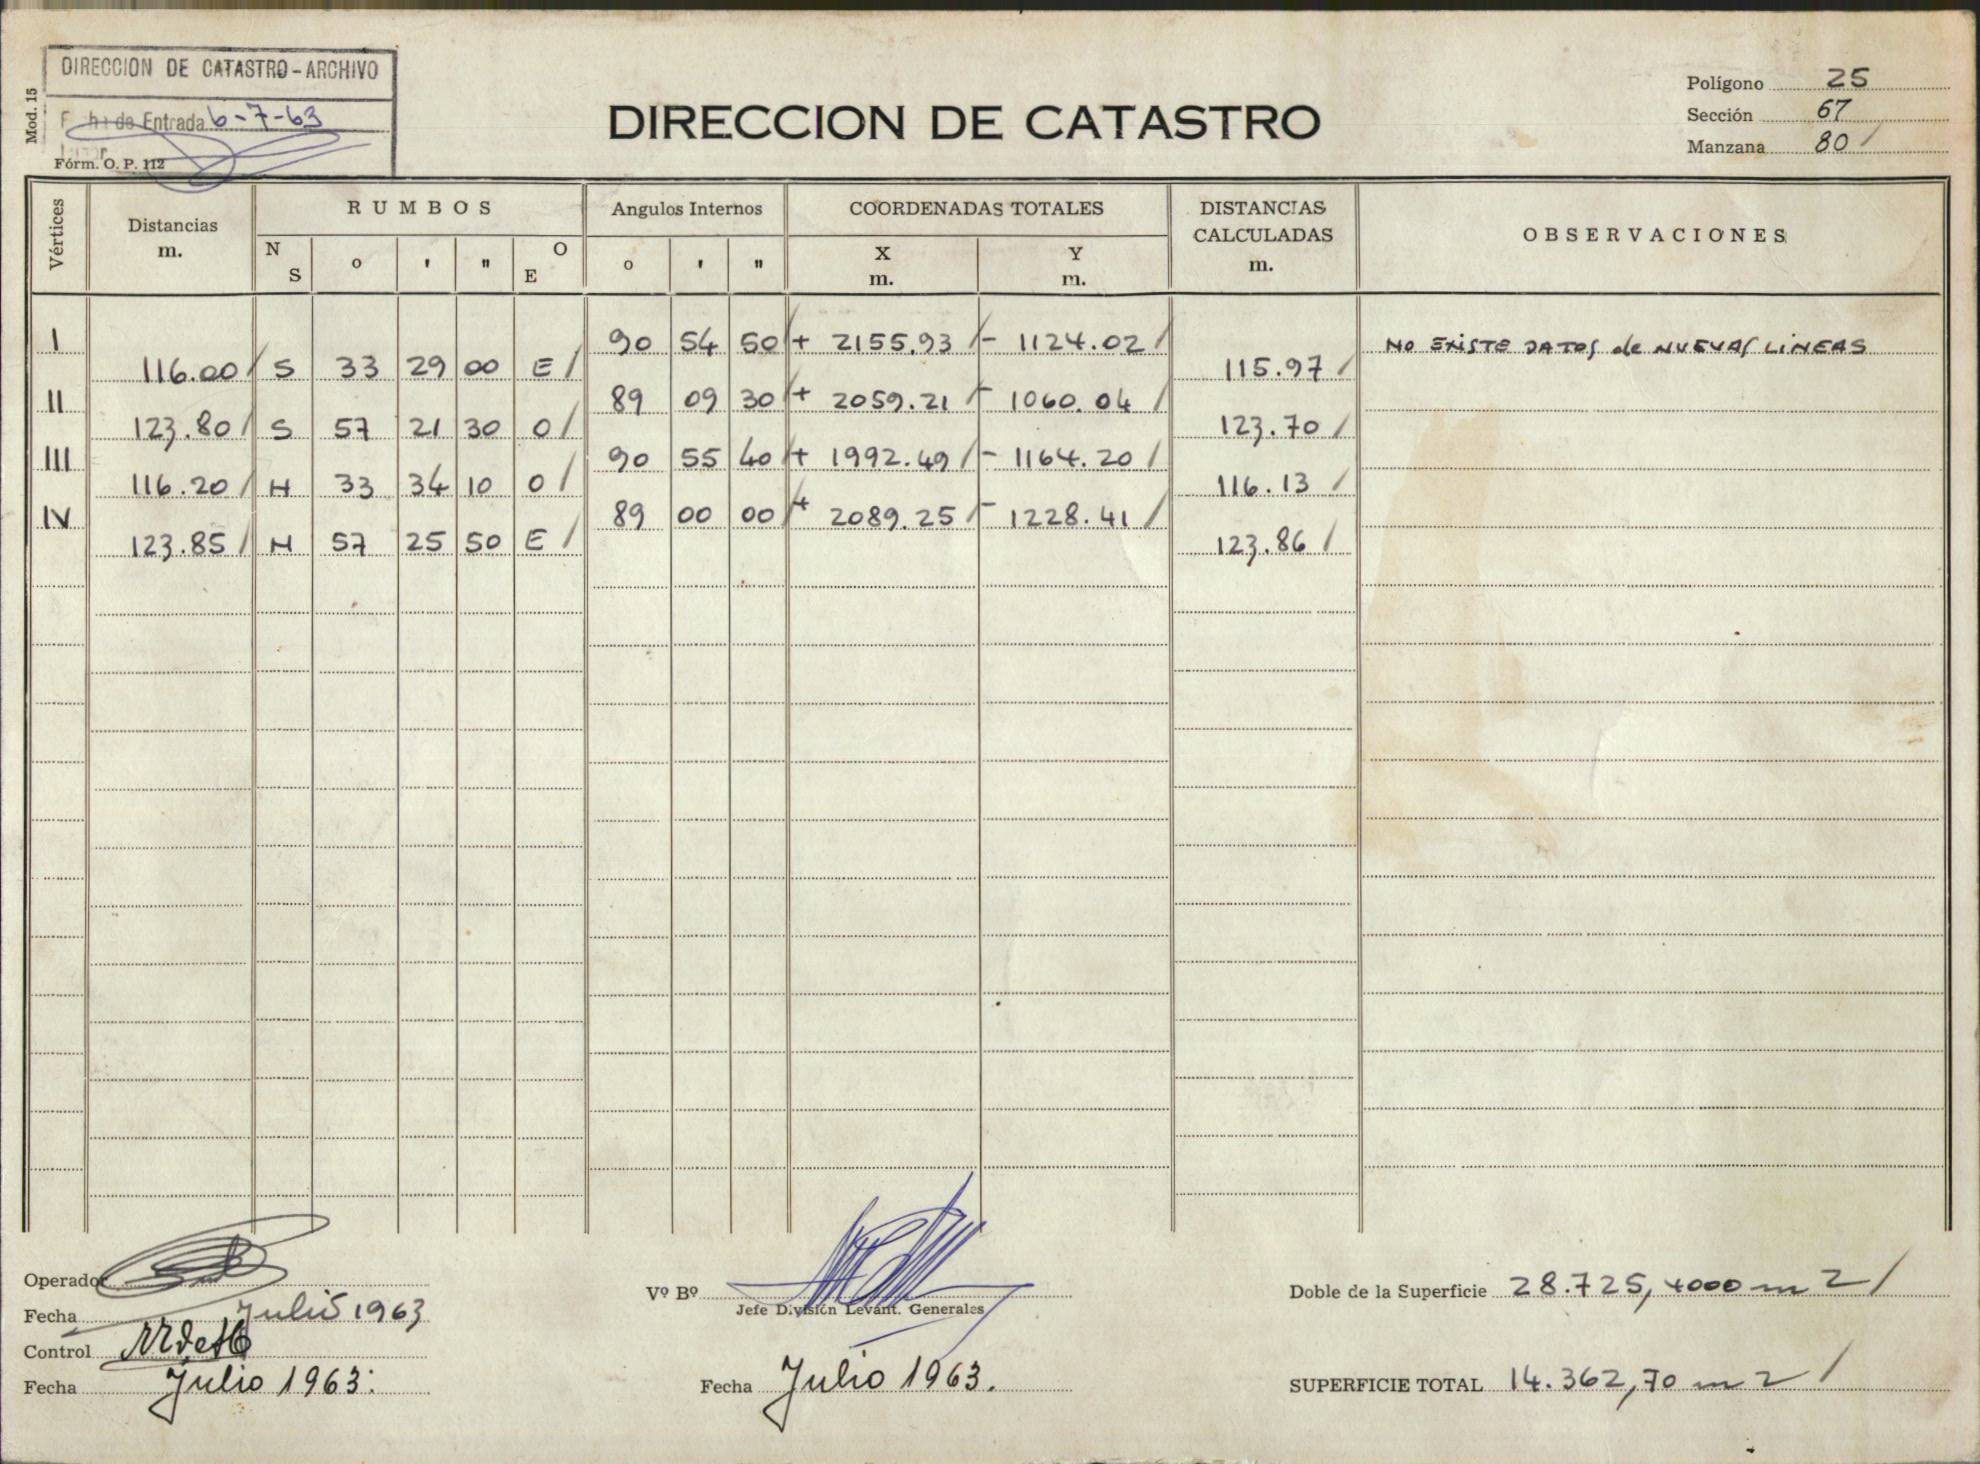 DIRECCION DE CATASTRO-ARCHIVO
Entrada 6-7-63
Mod. 15
Fórm. O. P. 112
DIRECCION DE CATASTRO
Polígono 25
Sección 67
Manzana 80 /
Vértices
Distancias
m.
RUMBOS
N
S
o ' "
O
E
Angulos Internos
o ' "
COORDENADAS TOTALES
X
m.
Y
m.
DISTANCIAS
CALCULADAS
m.
OBSERVACIONES
I 90 54 50 / + 2155.93 / - 1124.02 / NO EXISTE DATOS de NUEVAS LINEAS
116.00 / S 33 29 00 E / 115.97 /
II 89 09 30 / + 2059.21 / - 1060.04 /
123.80 / S 57 21 30 O / 123.70 /
III 90 55 40 / + 1992.49 / - 1164.20 /
116.20 / N 33 34 10 O / 116.13 /
IV 89 00 00 / + 2089.25 / - 1228.41 /
123.85 / N 57 25 50 E / 123.86 /
Operador
Fecha Julio 1963
Control
Fecha Julio 1963.
Vº Bº
Jefe División Levant. Generales
Fecha Julio 1963.
Doble de la Superficie 28.725,4000 m2 /
SUPERFICIE TOTAL 14.362,70 m2 /